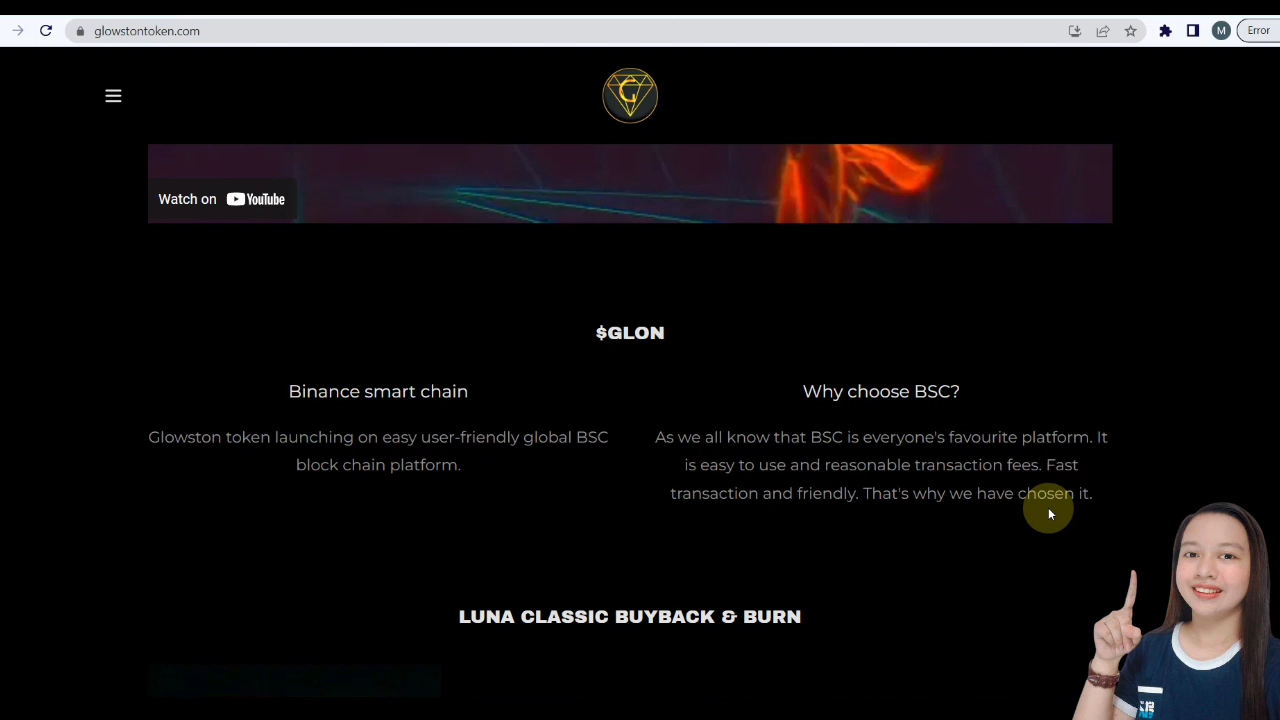 glowstontoken.com
M
Error
G
Watch on YouTube
$GLON
Binance smart chain
Glowston token launching on easy user-friendly global BSC
block chain platform.
Why choose BSC?
As we all know that BSC is everyone's favourite platform. It
is easy to use and reasonable transaction fees. Fast
transaction and friendly. That's why we have chosen it.
LUNA CLASSIC BUYBACK & BURN